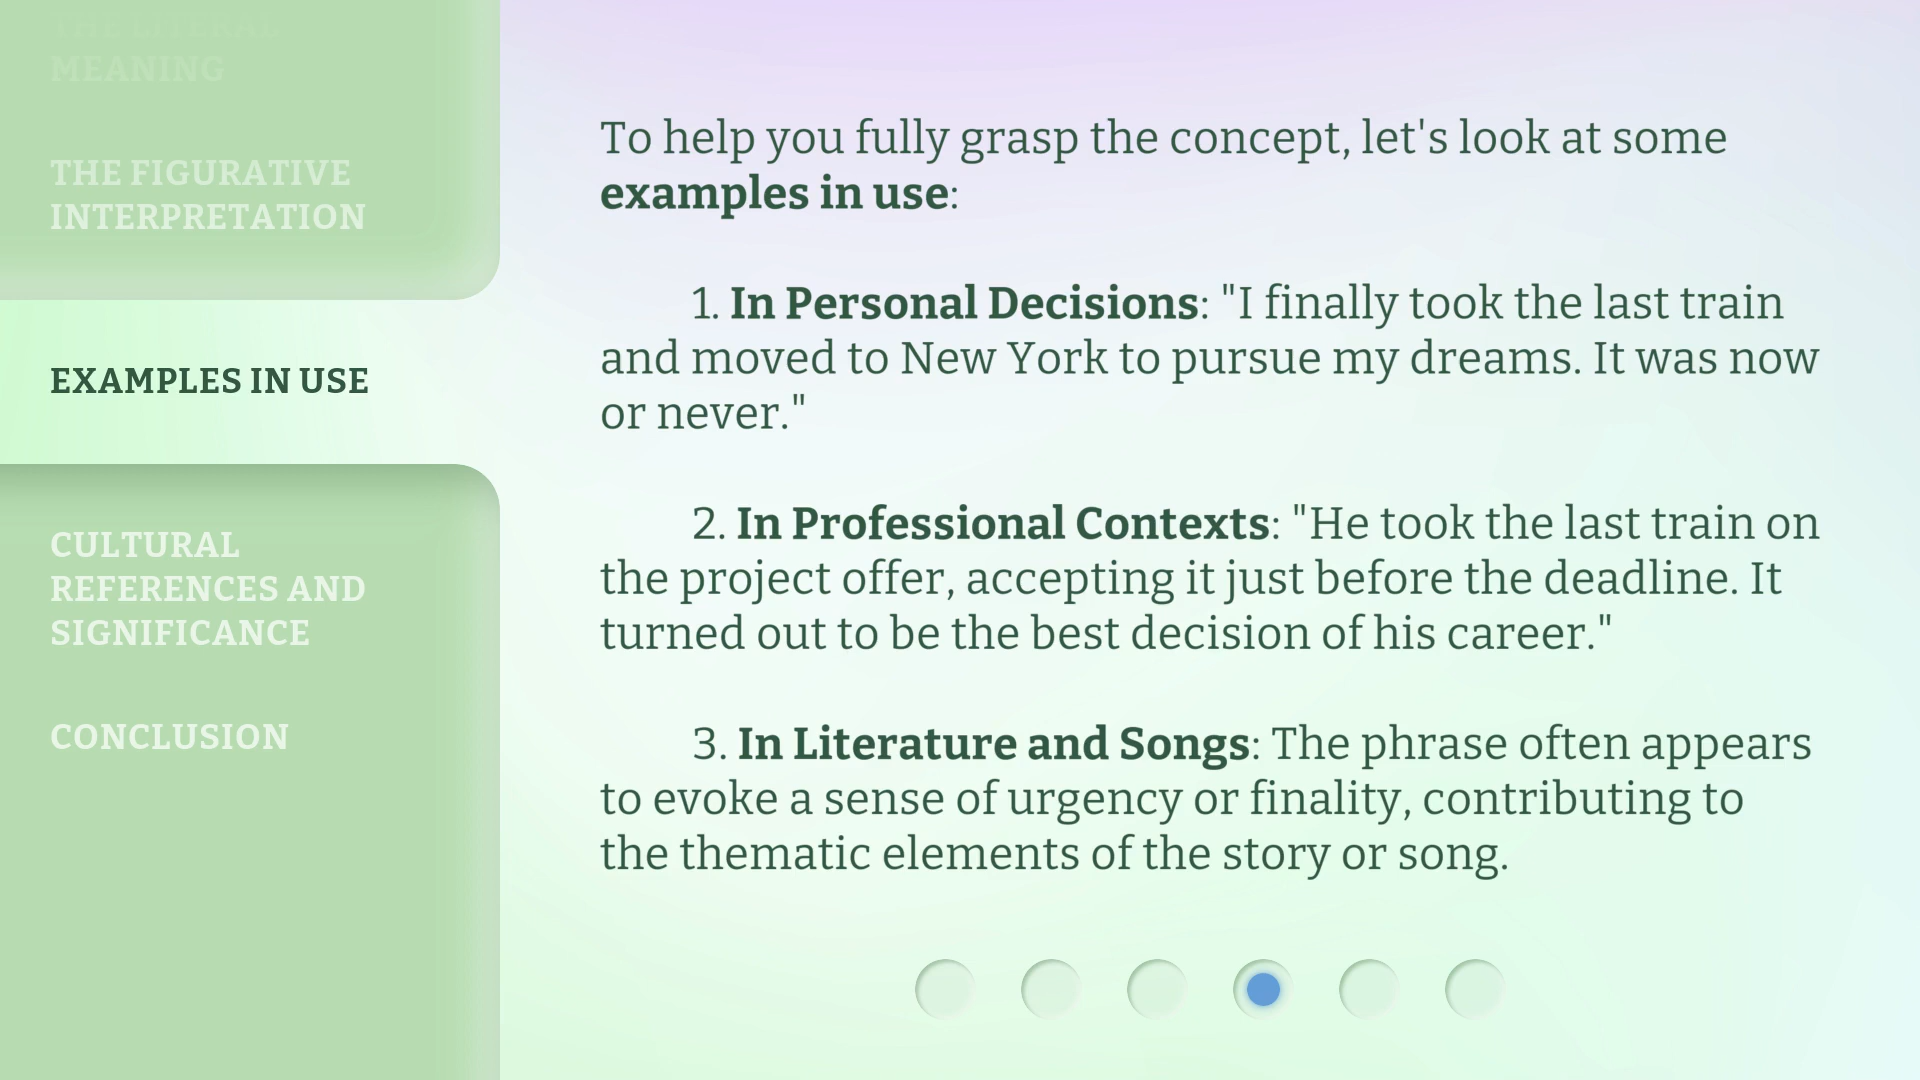 THE LITERAL
MEANING
THE FIGURATIVE
INTERPRETATION
EXAMPLES IN USE
CULTURAL
REFERENCES AND
SIGNIFICANCE
CONCLUSION
To help you fully grasp the concept, let's look at some
examples in use:
1. In Personal Decisions: "I finally took the last train
and moved to New York to pursue my dreams. It was now
or never."
2. In Professional Contexts: "He took the last train on
the project offer, accepting it just before the deadline. It
turned out to be the best decision of his career."
3. In Literature and Songs: The phrase often appears
to evoke a sense of urgency or finality, contributing to
the thematic elements of the story or song.